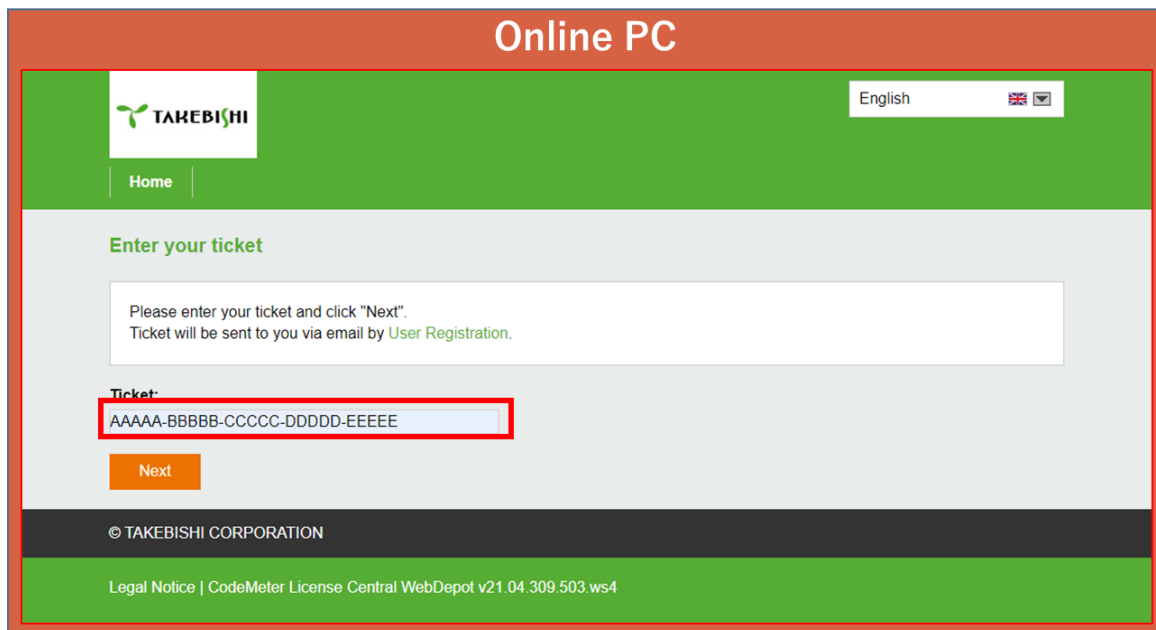 Online PC
TAKEBISHI
English
Home
Enter your ticket
Please enter your ticket and click "Next".
Ticket will be sent to you via email by User Registration.
Ticket:
AAAAA-BBBBB-CCCCC-DDDDD-EEEEE
Next
© TAKEBISHI CORPORATION
Legal Notice | CodeMeter License Central WebDepot v21.04.309.503.ws4